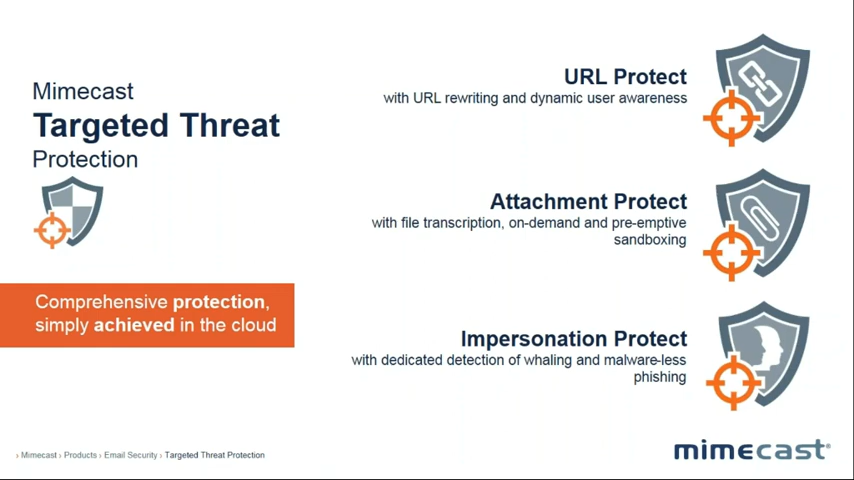 Mimecast
Targeted Threat
Protection
Comprehensive protection,
simply achieved in the cloud
URL Protect
with URL rewriting and dynamic user awareness
Attachment Protect
with file transcription, on-demand and pre-emptive
sandboxing
Impersonation Protect
with dedicated detection of whaling and malware-less
phishing
› Mimecast › Products › Email Security › Targeted Threat Protection
mimecast®